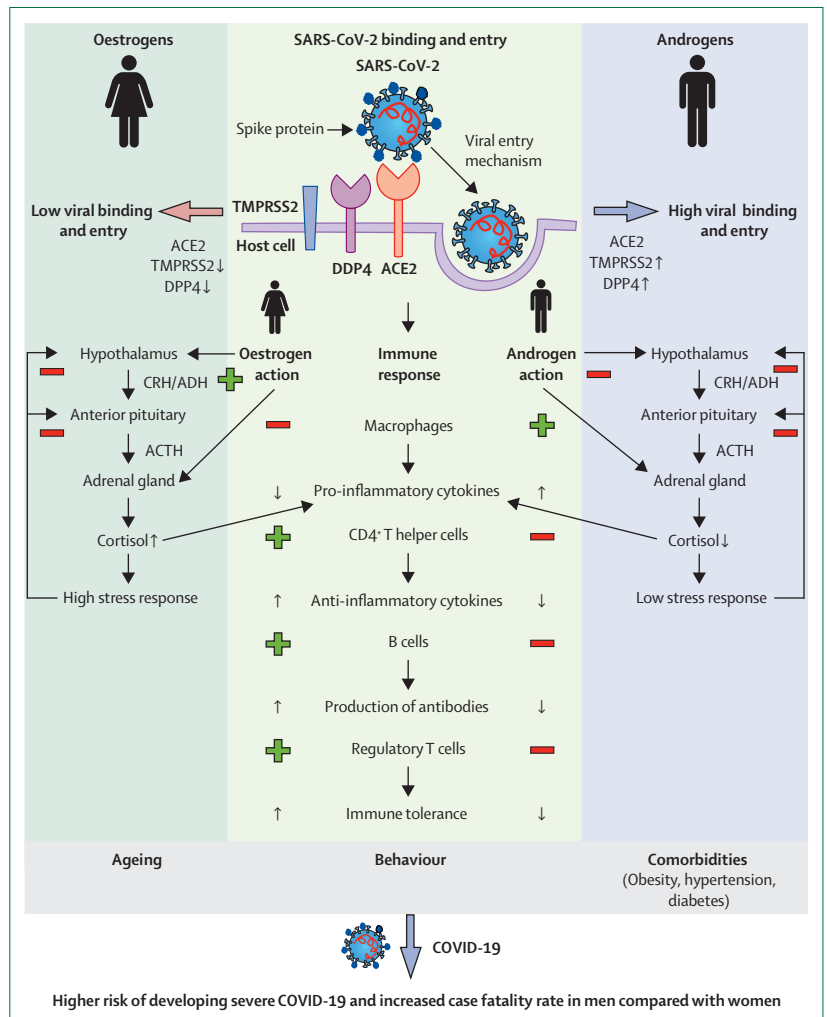 Oestrogens
SARS-CoV-2 binding and entry
Androgens
SARS-CoV-2
Spike protein
Viral entry
mechanism
Low viral binding
and entry
TMPRSS2
High viral binding
and entry
Host cell
DDP4
ACE2
ACE2
TMPRSS2↓
DPP4↓
ACE2
TMPRSS2↑
DPP4↑
Hypothalamus
CRH/ADH
Anterior pituitary
ACTH
Adrenal gland
Cortisol↑
High stress response
Oestrogen
action
Immune
response
Androgen
action
− Macrophages +
↓ Pro-inflammatory cytokines ↑
+ CD4⁺ T helper cells −
↑ Anti-inflammatory cytokines ↓
+ B cells −
↑ Production of antibodies ↓
+ Regulatory T cells −
↑ Immune tolerance ↓
Hypothalamus
CRH/ADH
Anterior pituitary
ACTH
Adrenal gland
Cortisol↓
Low stress response
Ageing
Behaviour
Comorbidities
(Obesity, hypertension,
diabetes)
COVID-19
Higher risk of developing severe COVID-19 and increased case fatality rate in men compared with women